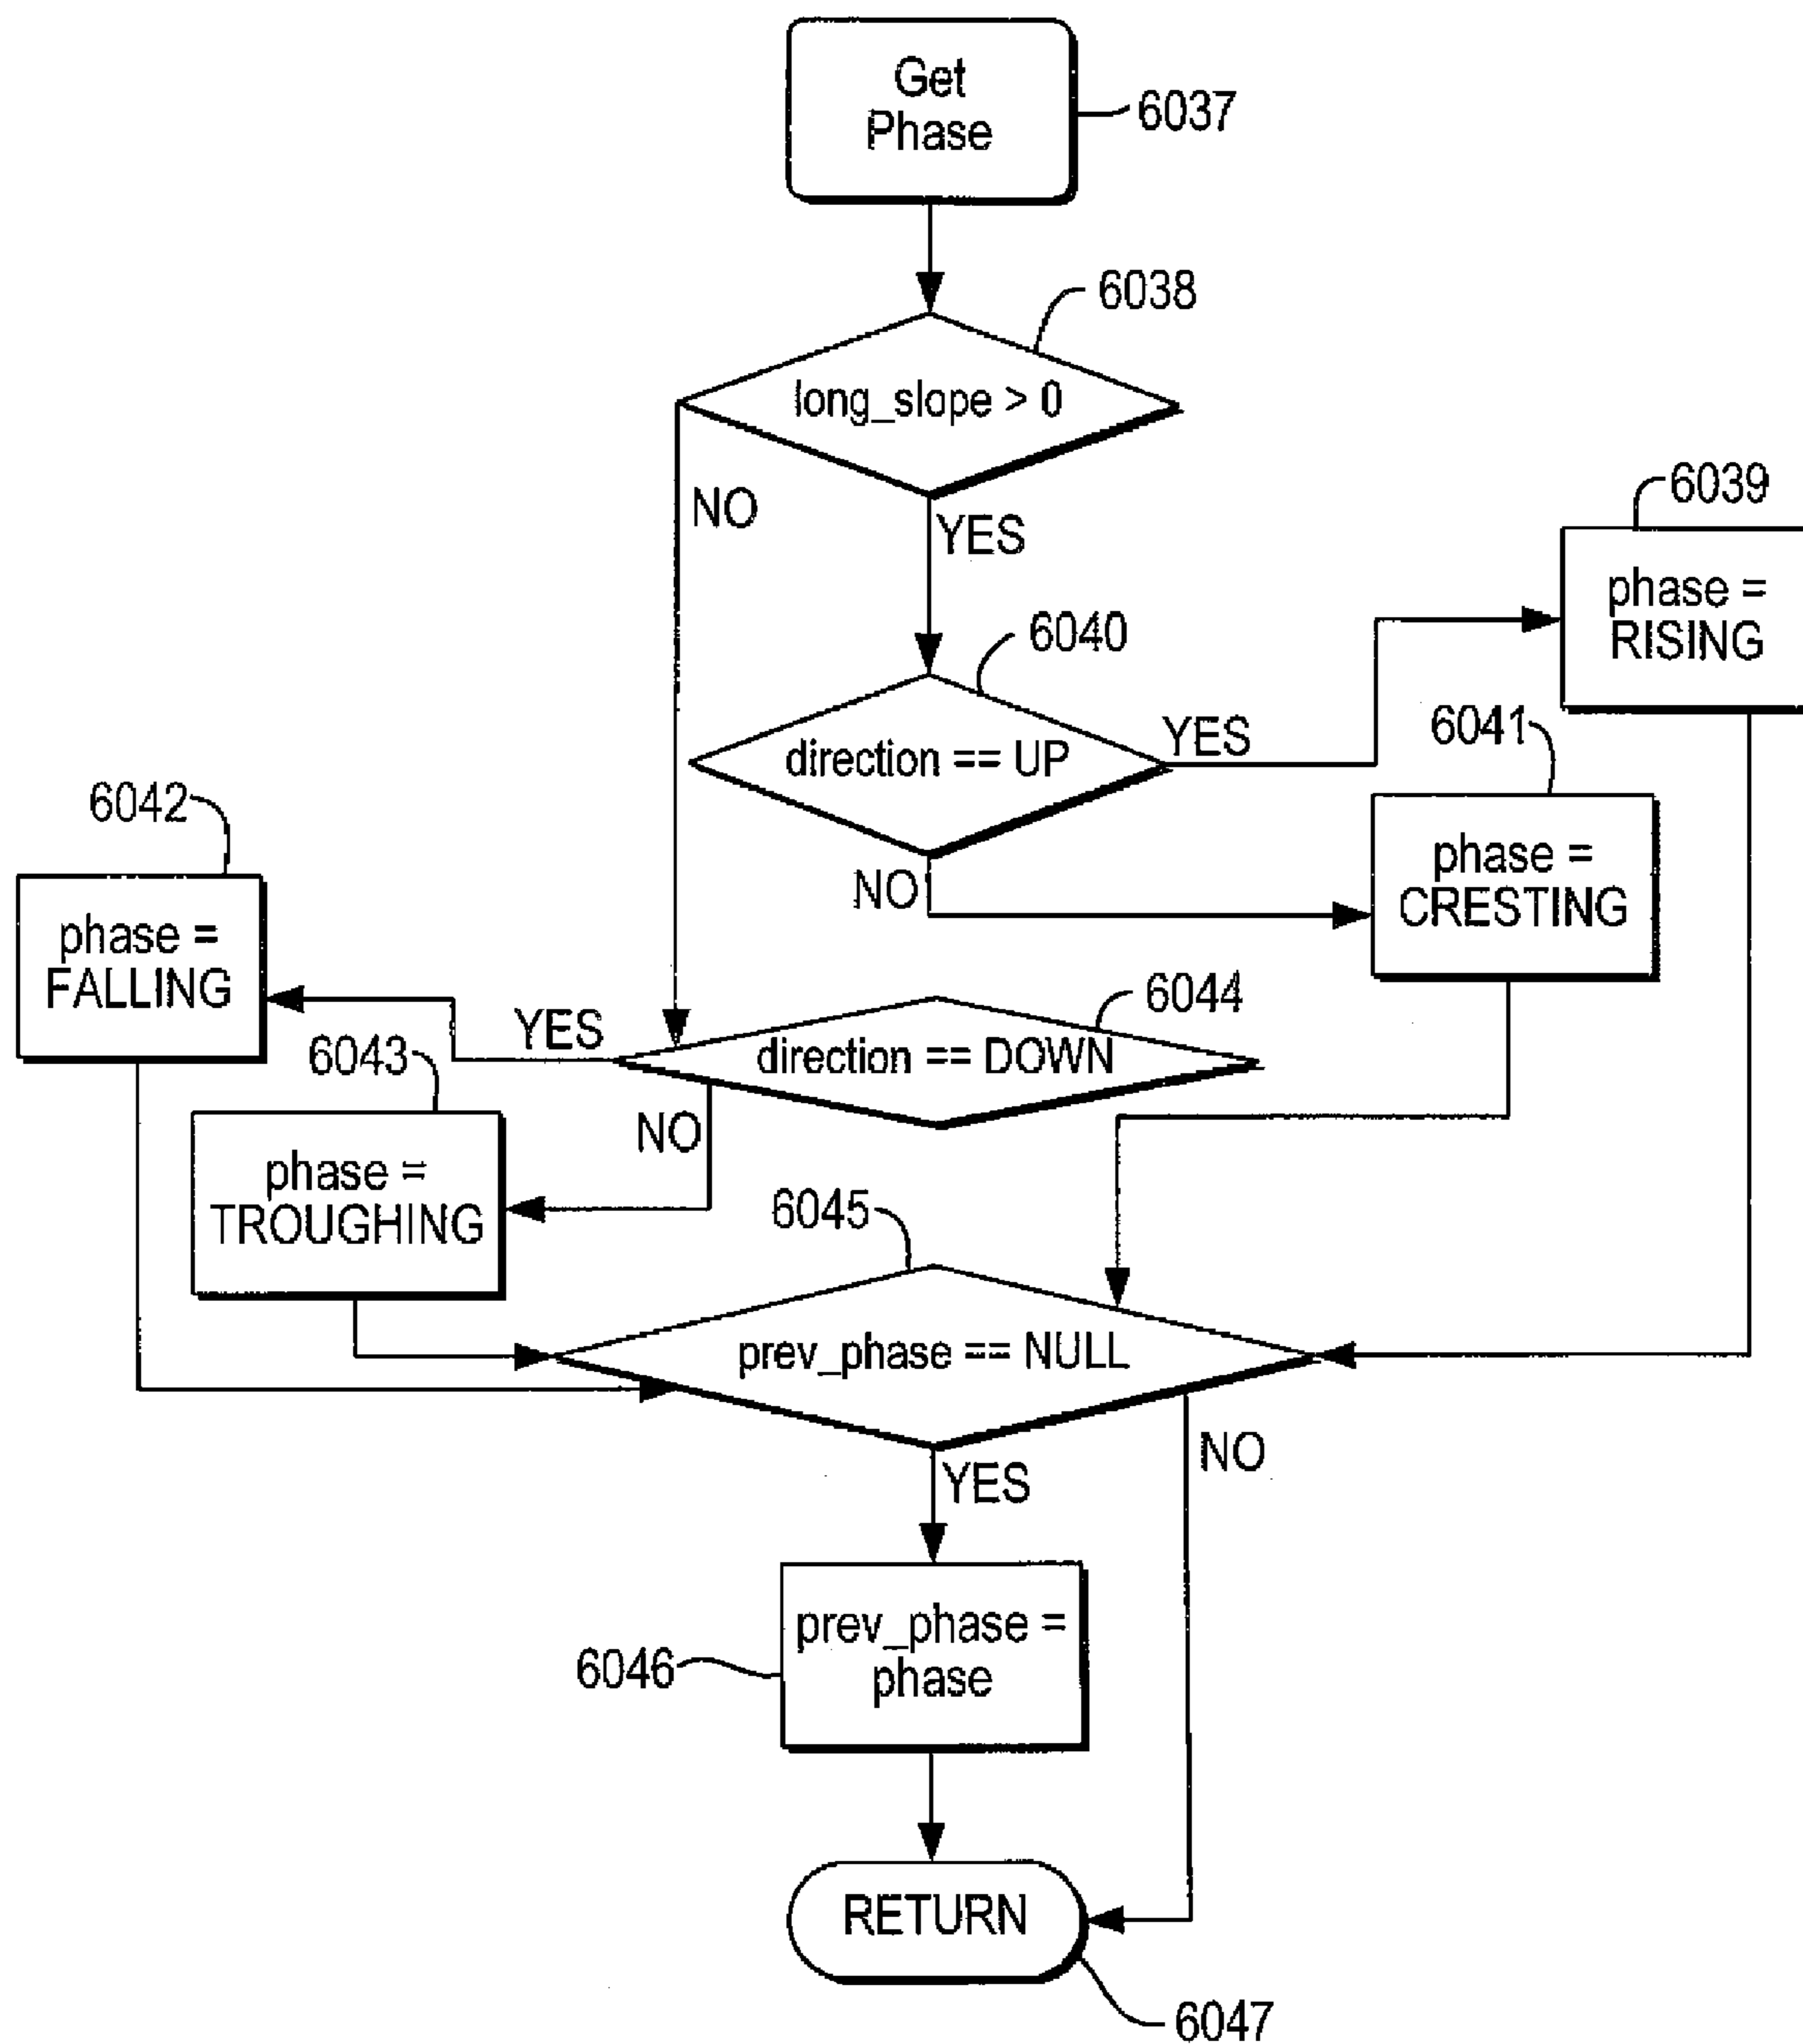 Get
Phase
6037
6038
long_slope > 0
NO
YES
6039
phase =
RISING
6040
direction == UP
YES
6041
NO
phase =
CRESTING
6042
phase =
FALLING
6044
direction == DOWN
YES
6043
NO
phase =
TROUGHING
6045
prev_phase == NULL
NO
YES
prev_phase =
phase
6046
RETURN
6047